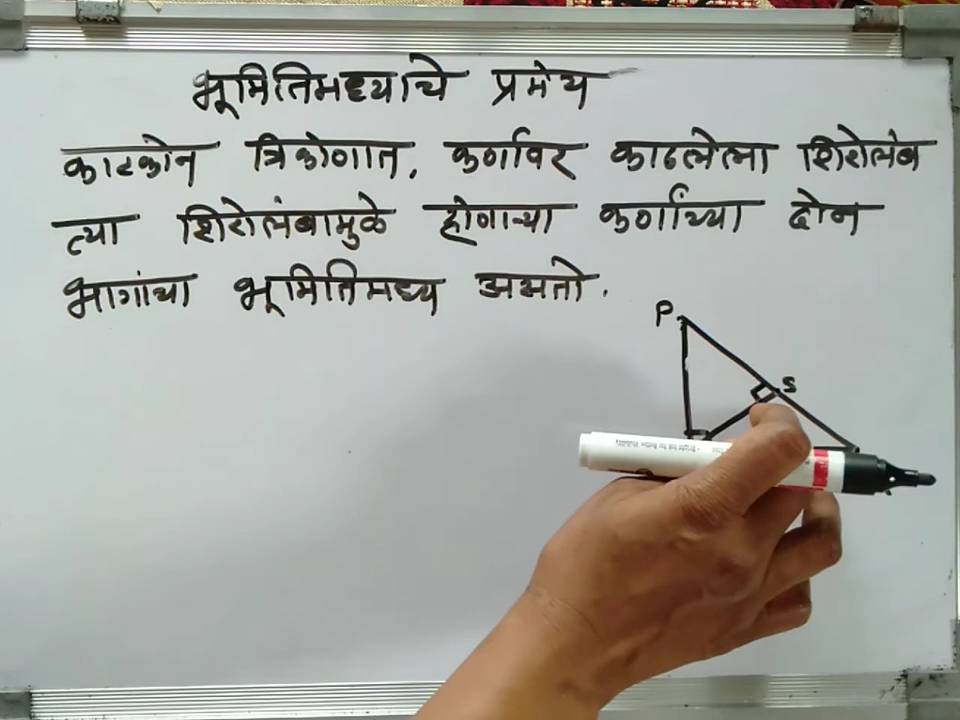 भूमितिमध्याचे प्रमेय
काटकोन त्रिकोणात, कर्णावर काढलेला शिरोलंब
त्या शिरोलंबामुळे होणाऱ्या कर्णाच्या दोन
भागांचा भूमितिमध्य असतो.
P
S